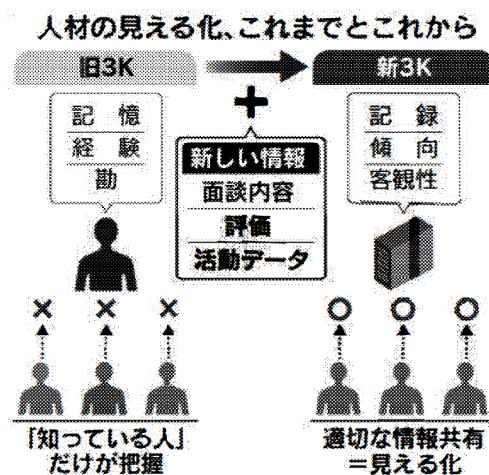 人材の見える化、これまでとこれから
旧3K
新3K
記 憶
経 験
勘
新しい情報
面談内容
評価
活動データ
記 録
傾 向
客観性
× × ×
「知っている人」
だけが把握
○ ○ ○
適切な情報共有
=見える化